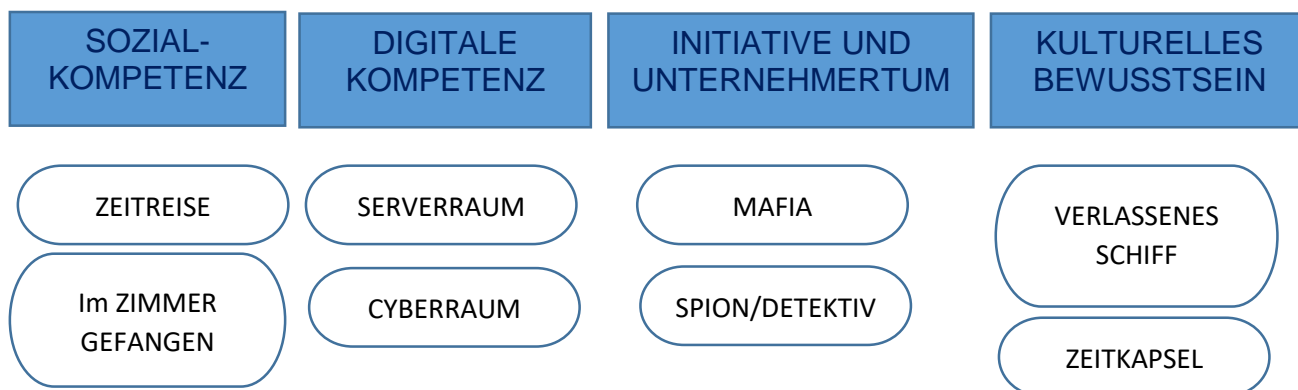 SOZIAL-
KOMPETENZ
DIGITALE
KOMPETENZ
INITIATIVE UND
UNTERNEHMERTUM
KULTURELLES
BEWUSSTSEIN
ZEITREISE
SERVERRAUM
MAFIA
VERLASSENES
SCHIFF
Im ZIMMER
GEFANGEN
CYBERRAUM
SPION/DETEKTIV
ZEITKAPSEL